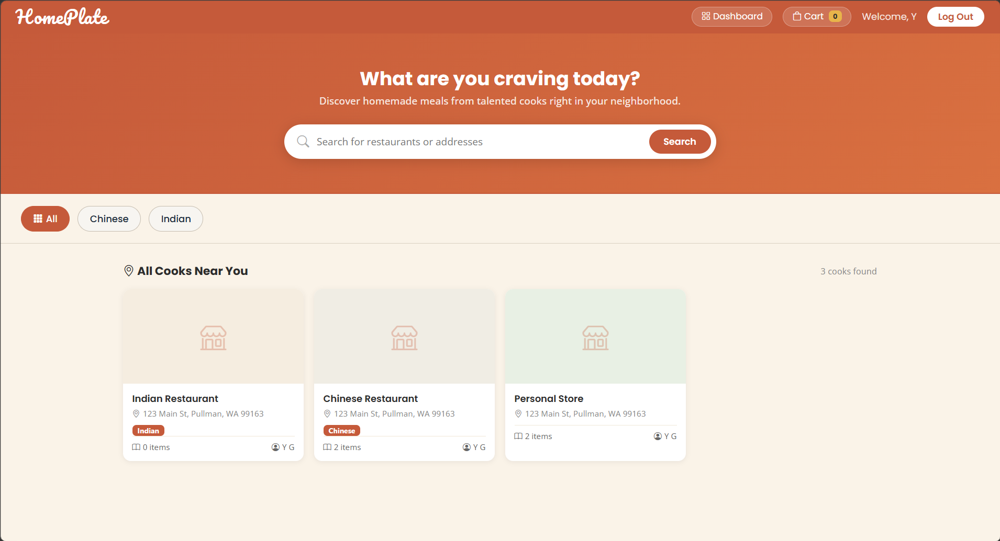 HomePlate
Dashboard
Cart 0
Welcome, Y
Log Out
What are you craving today?
Discover homemade meals from talented cooks right in your neighborhood.
Search for restaurants or addresses
Search
All
Chinese
Indian
All Cooks Near You
3 cooks found
Indian Restaurant
123 Main St, Pullman, WA 99163
Indian
0 items
Y G
Chinese Restaurant
123 Main St, Pullman, WA 99163
Chinese
2 items
Y G
Personal Store
123 Main St, Pullman, WA 99163
2 items
Y G